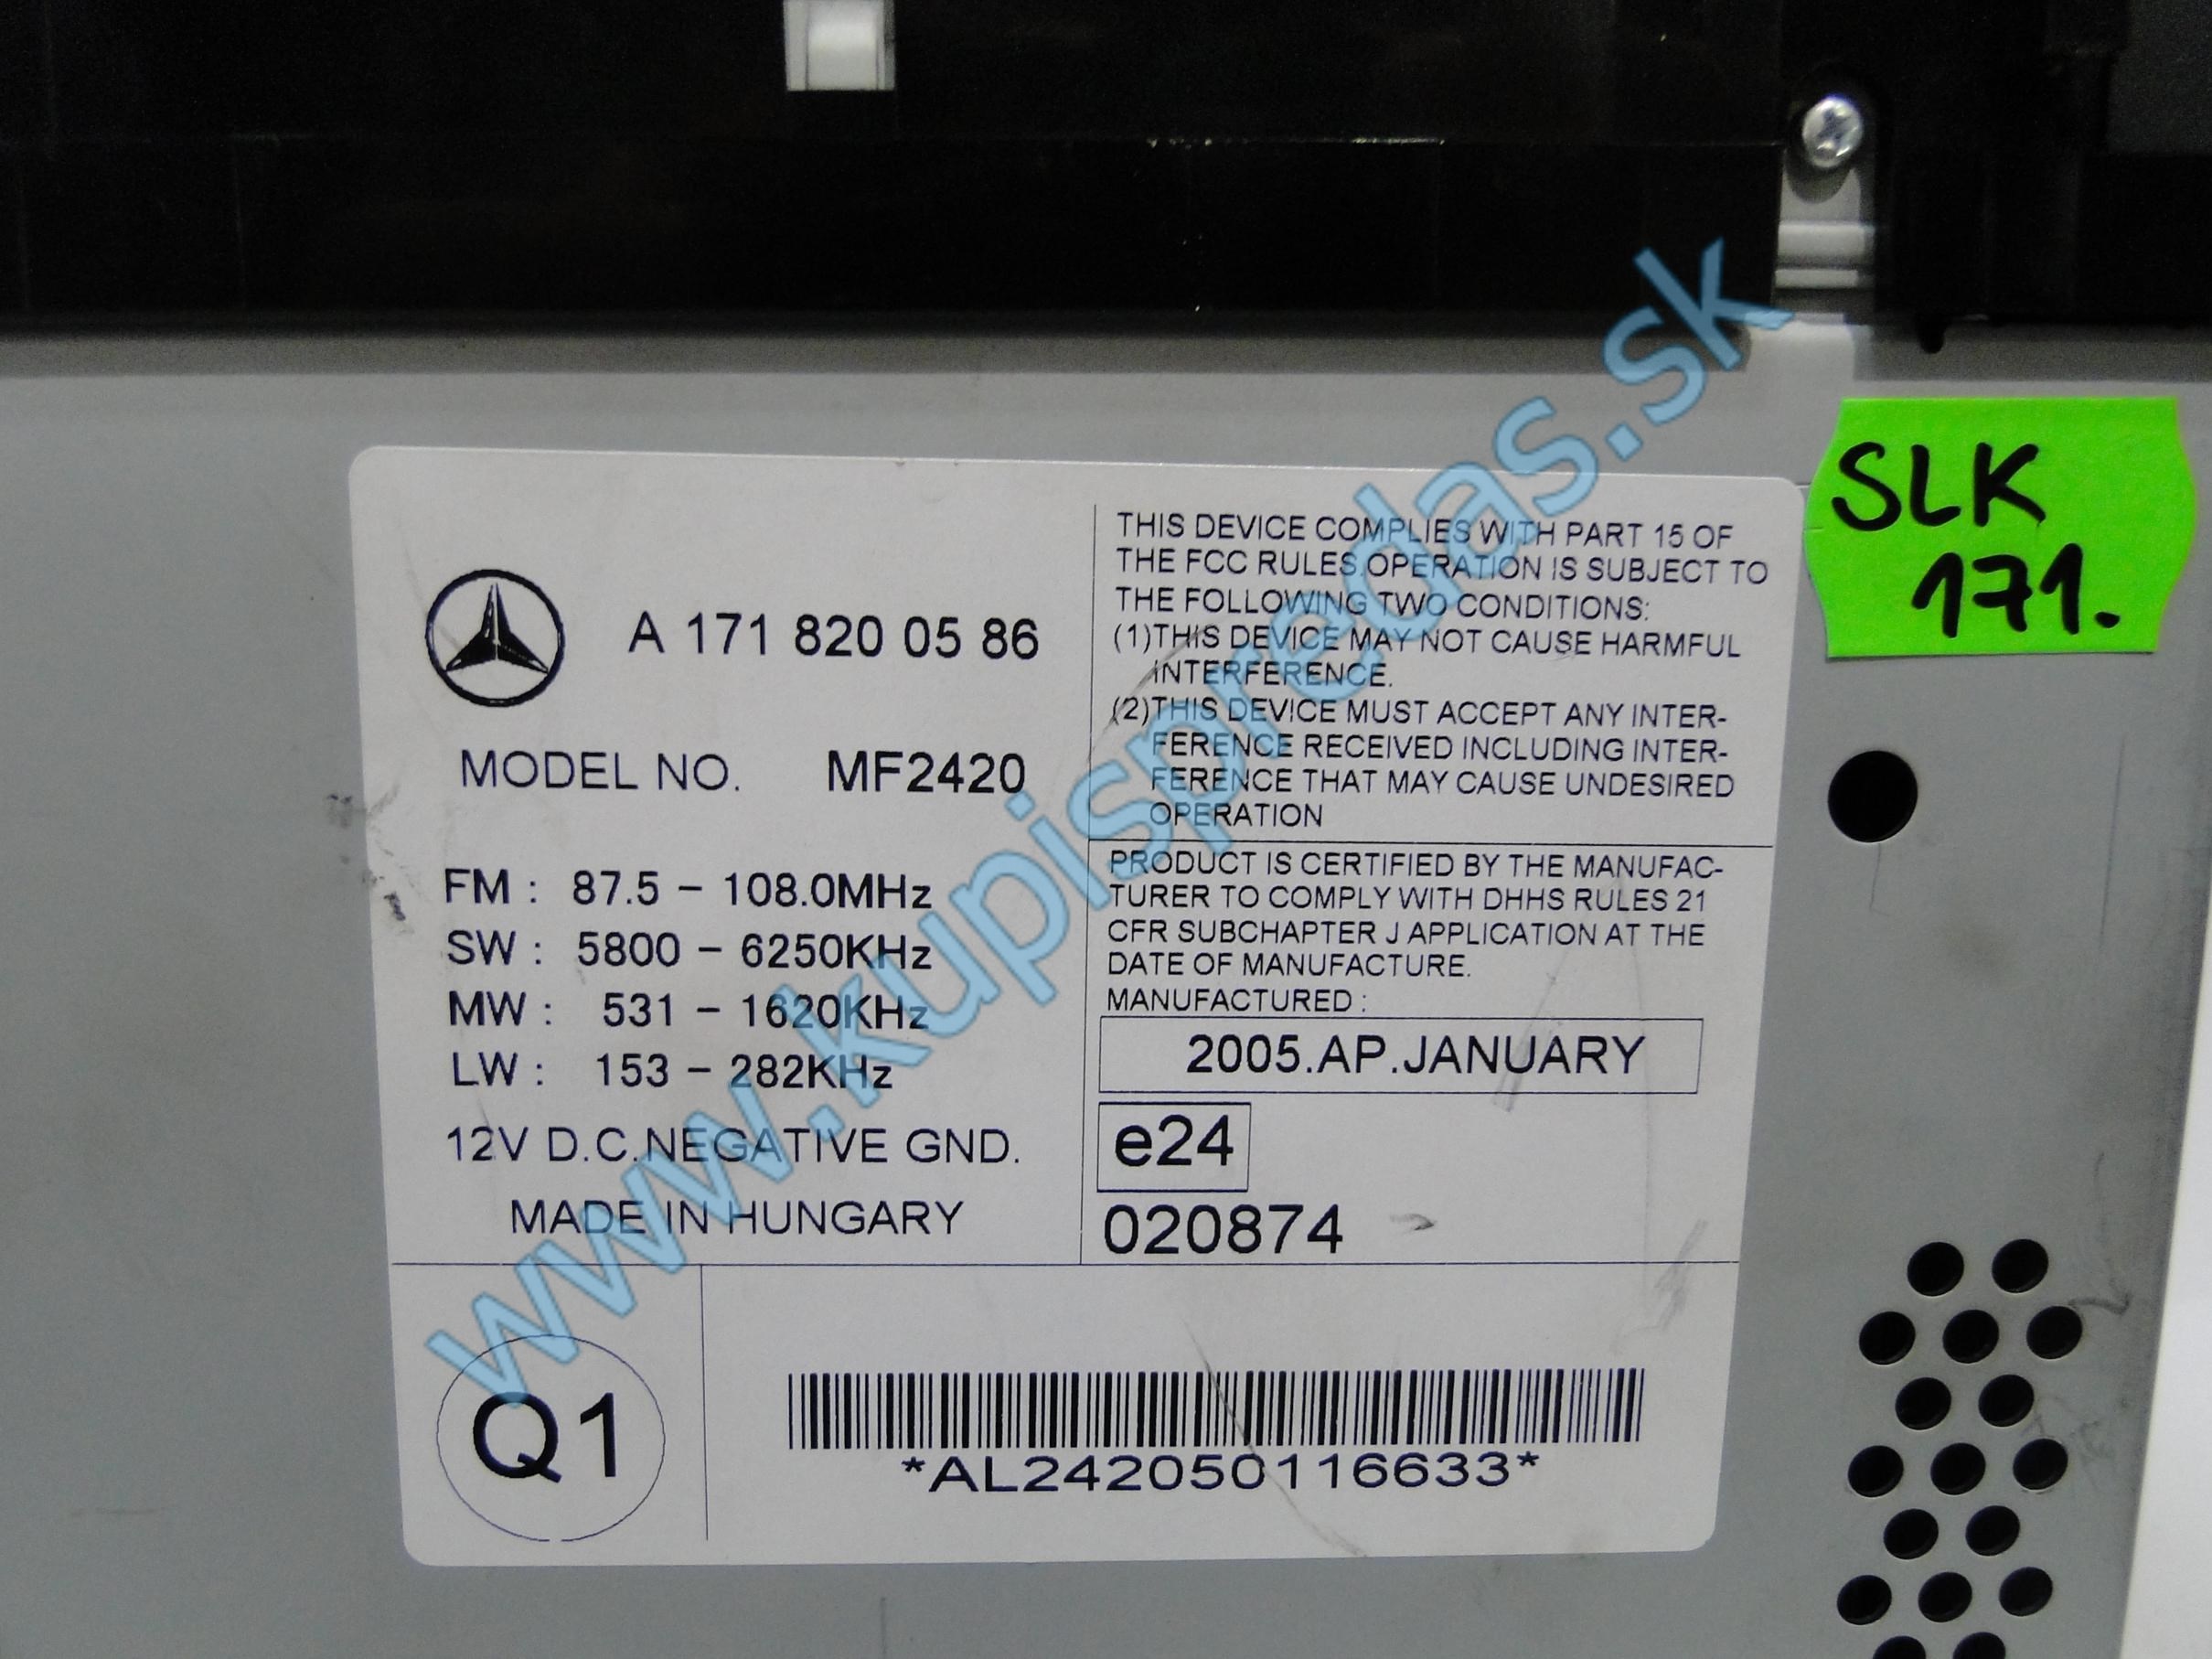 SLK
171.
A 171 820 05 86
MODEL NO. MF2420
FM : 87.5 - 108.0MHz
SW : 5800 - 6250KHz
MW : 531 - 1620KHz
LW : 153 - 282KHz
12V D.C.NEGATIVE GND.
MADE IN HUNGARY
THIS DEVICE COMPLIES WITH PART 15 OF
THE FCC RULES.OPERATION IS SUBJECT TO
THE FOLLOWING TWO CONDITIONS:
(1)THIS DEVICE MAY NOT CAUSE HARMFUL
INTERFERENCE.
(2)THIS DEVICE MUST ACCEPT ANY INTER-
FERENCE RECEIVED INCLUDING INTER-
FERENCE THAT MAY CAUSE UNDESIRED
OPERATION
PRODUCT IS CERTIFIED BY THE MANUFAC-
TURER TO COMPLY WITH DHHS RULES 21
CFR SUBCHAPTER J APPLICATION AT THE
DATE OF MANUFACTURE.
MANUFACTURED :
2005.AP.JANUARY
e24
020874
Q1
*AL242050116633*
www.kupispredas.sk